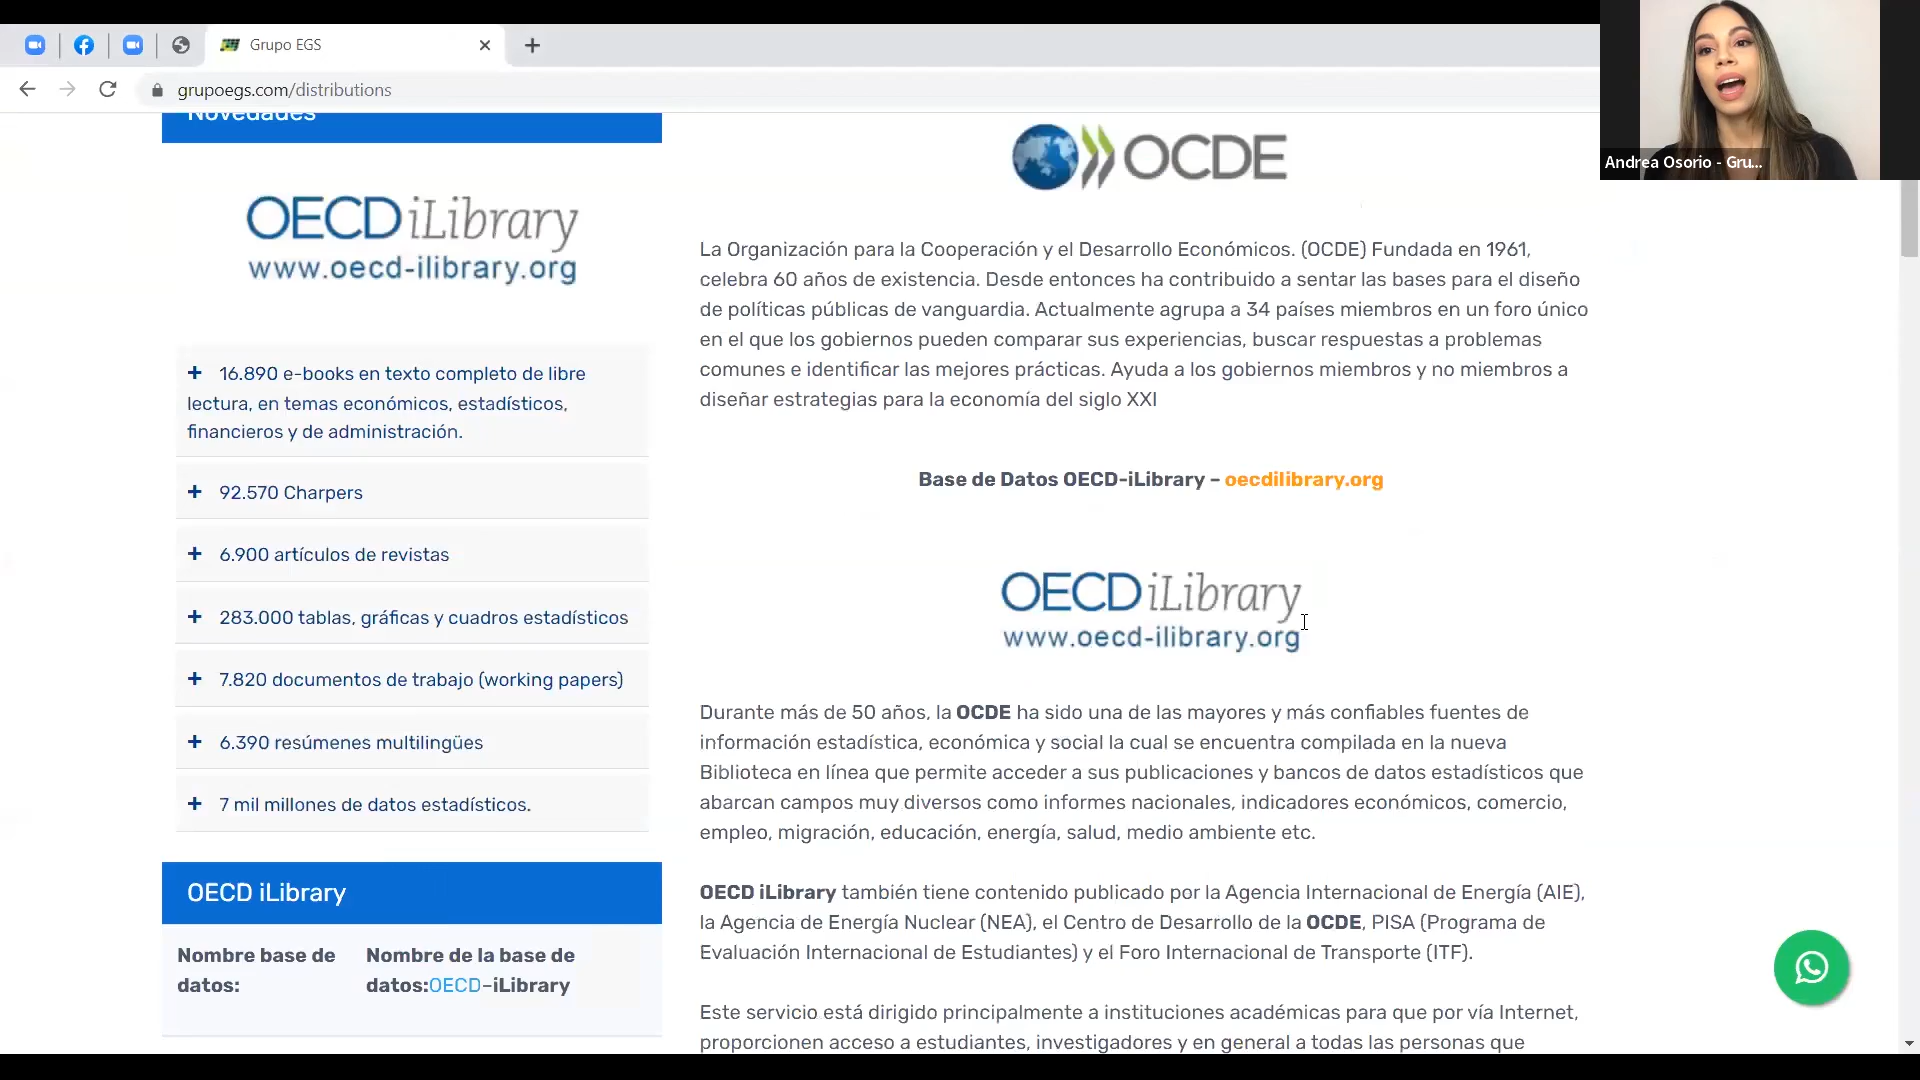 Grupo EGS
grupoegs.com/distributions
Andrea Osorio - Gru...
Novedades
OECD iLibrary
www.oecd-ilibrary.org
+ 16.890 e-books en texto completo de libre
lectura, en temas económicos, estadísticos,
financieros y de administración.
+ 92.570 Charpers
+ 6.900 artículos de revistas
+ 283.000 tablas, gráficas y cuadros estadísticos
+ 7.820 documentos de trabajo (working papers)
+ 6.390 resúmenes multilingües
+ 7 mil millones de datos estadísticos.
OECD iLibrary
Nombre base de
datos:
Nombre de la base de
datos:OECD-iLibrary
OCDE
La Organización para la Cooperación y el Desarrollo Económicos. (OCDE) Fundada en 1961,
celebra 60 años de existencia. Desde entonces ha contribuido a sentar las bases para el diseño
de políticas públicas de vanguardia. Actualmente agrupa a 34 países miembros en un foro único
en el que los gobiernos pueden comparar sus experiencias, buscar respuestas a problemas
comunes e identificar las mejores prácticas. Ayuda a los gobiernos miembros y no miembros a
diseñar estrategias para la economía del siglo XXI
Base de Datos OECD-iLibrary – oecdilibrary.org
OECD iLibrary
www.oecd-ilibrary.org
Durante más de 50 años, la OCDE ha sido una de las mayores y más confiables fuentes de
información estadística, económica y social la cual se encuentra compilada en la nueva
Biblioteca en línea que permite acceder a sus publicaciones y bancos de datos estadísticos que
abarcan campos muy diversos como informes nacionales, indicadores económicos, comercio,
empleo, migración, educación, energía, salud, medio ambiente etc.
OECD iLibrary también tiene contenido publicado por la Agencia Internacional de Energía (AIE),
la Agencia de Energía Nuclear (NEA), el Centro de Desarrollo de la OCDE, PISA (Programa de
Evaluación Internacional de Estudiantes) y el Foro Internacional de Transporte (ITF).
Este servicio está dirigido principalmente a instituciones académicas para que por vía Internet,
proporcionen acceso a estudiantes, investigadores y en general a todas las personas que